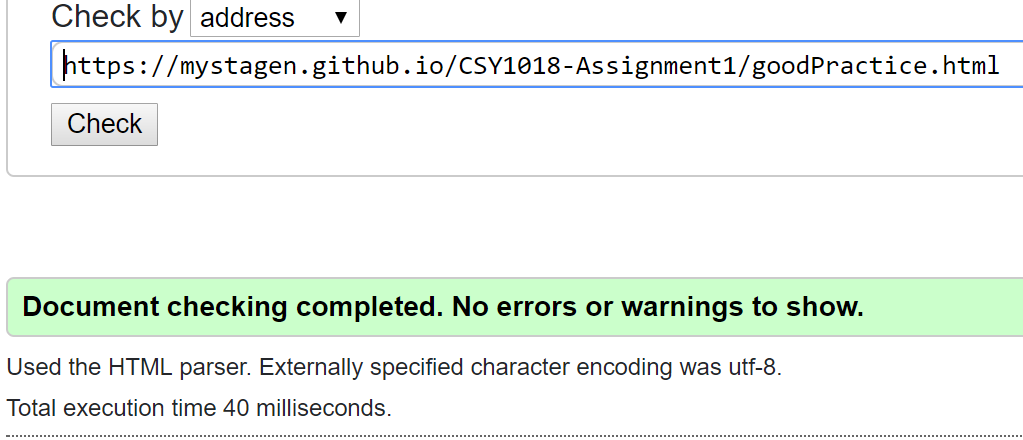 Check by address
https://mystagen.github.io/CSY1018-Assignment1/goodPractice.html
Check
Document checking completed. No errors or warnings to show.
Used the HTML parser. Externally specified character encoding was utf-8.
Total execution time 40 milliseconds.